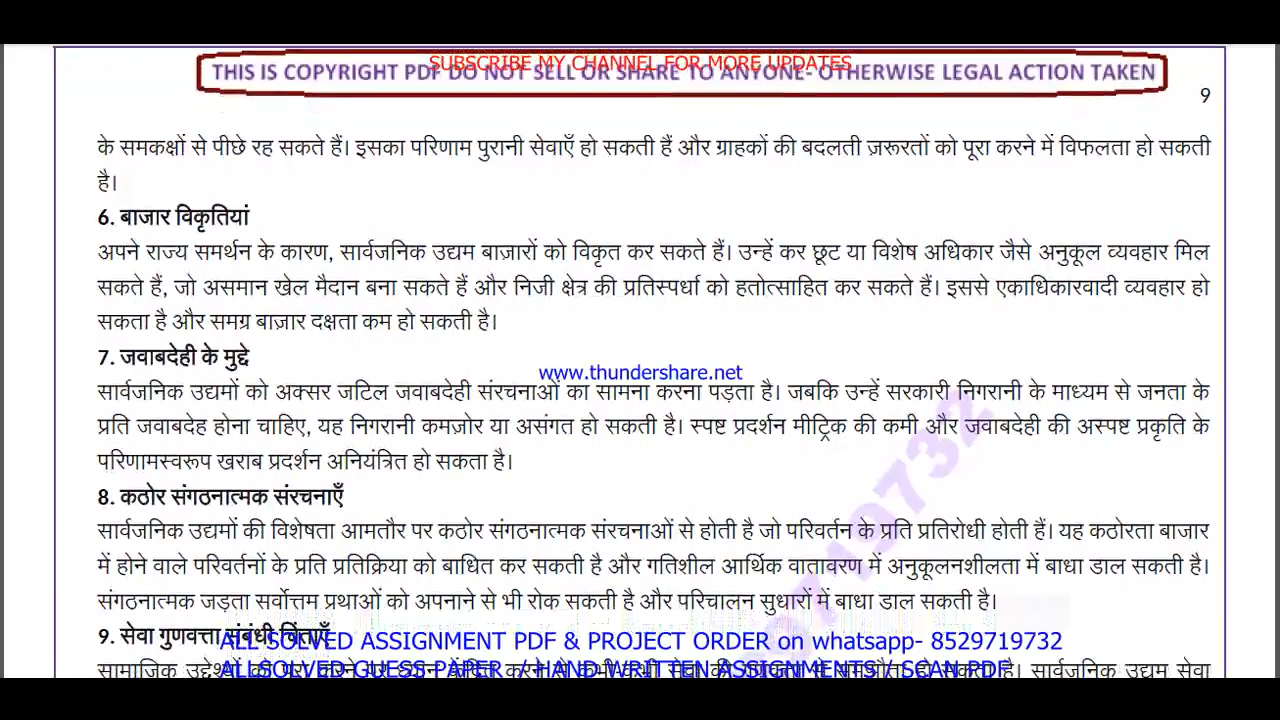 SUBSCRIBE MY CHANNEL FOR MORE UPDATES
THIS IS COPYRIGHT PDF DO NOT SELL OR SHARE TO ANYONE- OTHERWISE LEGAL ACTION TAKEN
9
के समकक्षों से पीछे रह सकते हैं। इसका परिणाम पुरानी सेवाएँ हो सकती हैं और ग्राहकों की बदलती ज़रूरतों को पूरा करने में विफलता हो सकती
है।
6. बाजार विकृतियां
अपने राज्य समर्थन के कारण, सार्वजनिक उद्यम बाज़ारों को विकृत कर सकते हैं। उन्हें कर छूट या विशेष अधिकार जैसे अनुकूल व्यवहार मिल
सकते हैं, जो असमान खेल मैदान बना सकते हैं और निजी क्षेत्र की प्रतिस्पर्धा को हतोत्साहित कर सकते हैं। इससे एकाधिकारवादी व्यवहार हो
सकता है और समग्र बाज़ार दक्षता कम हो सकती है।
7. जवाबदेही के मुद्दे
www.thundershare.net
सार्वजनिक उद्यमों को अक्सर जटिल जवाबदेही संरचनाओं का सामना करना पड़ता है। जबकि उन्हें सरकारी निगरानी के माध्यम से जनता के
प्रति जवाबदेह होना चाहिए, यह निगरानी कमज़ोर या असंगत हो सकती है। स्पष्ट प्रदर्शन मीट्रिक की कमी और जवाबदेही की अस्पष्ट प्रकृति के
परिणामस्वरूप खराब प्रदर्शन अनियंत्रित हो सकता है।
8. कठोर संगठनात्मक संरचनाएँ
सार्वजनिक उद्यमों की विशेषता आमतौर पर कठोर संगठनात्मक संरचनाओं से होती है जो परिवर्तन के प्रति प्रतिरोधी होती हैं। यह कठोरता बाजार
में होने वाले परिवर्तनों के प्रति प्रतिक्रिया को बाधित कर सकती है और गतिशील आर्थिक वातावरण में अनुकूलनशीलता में बाधा डाल सकती है।
संगठनात्मक जड़ता सर्वोत्तम प्रथाओं को अपनाने से भी रोक सकती है और परिचालन सुधारों में बाधा डाल सकती है।
9. सेवा गुणवत्ता संबंधी चिंताएँ
ALL SOLVED ASSIGNMENT PDF & PROJECT ORDER on whatsapp- 8529719732
ALLSOLVED GUESS PAPER / HAND WRITTEN ASSIGNMENTS / SCAN PDF
सामाजिक उद्देश्यों सार्वजनिक उद्यम सेवा